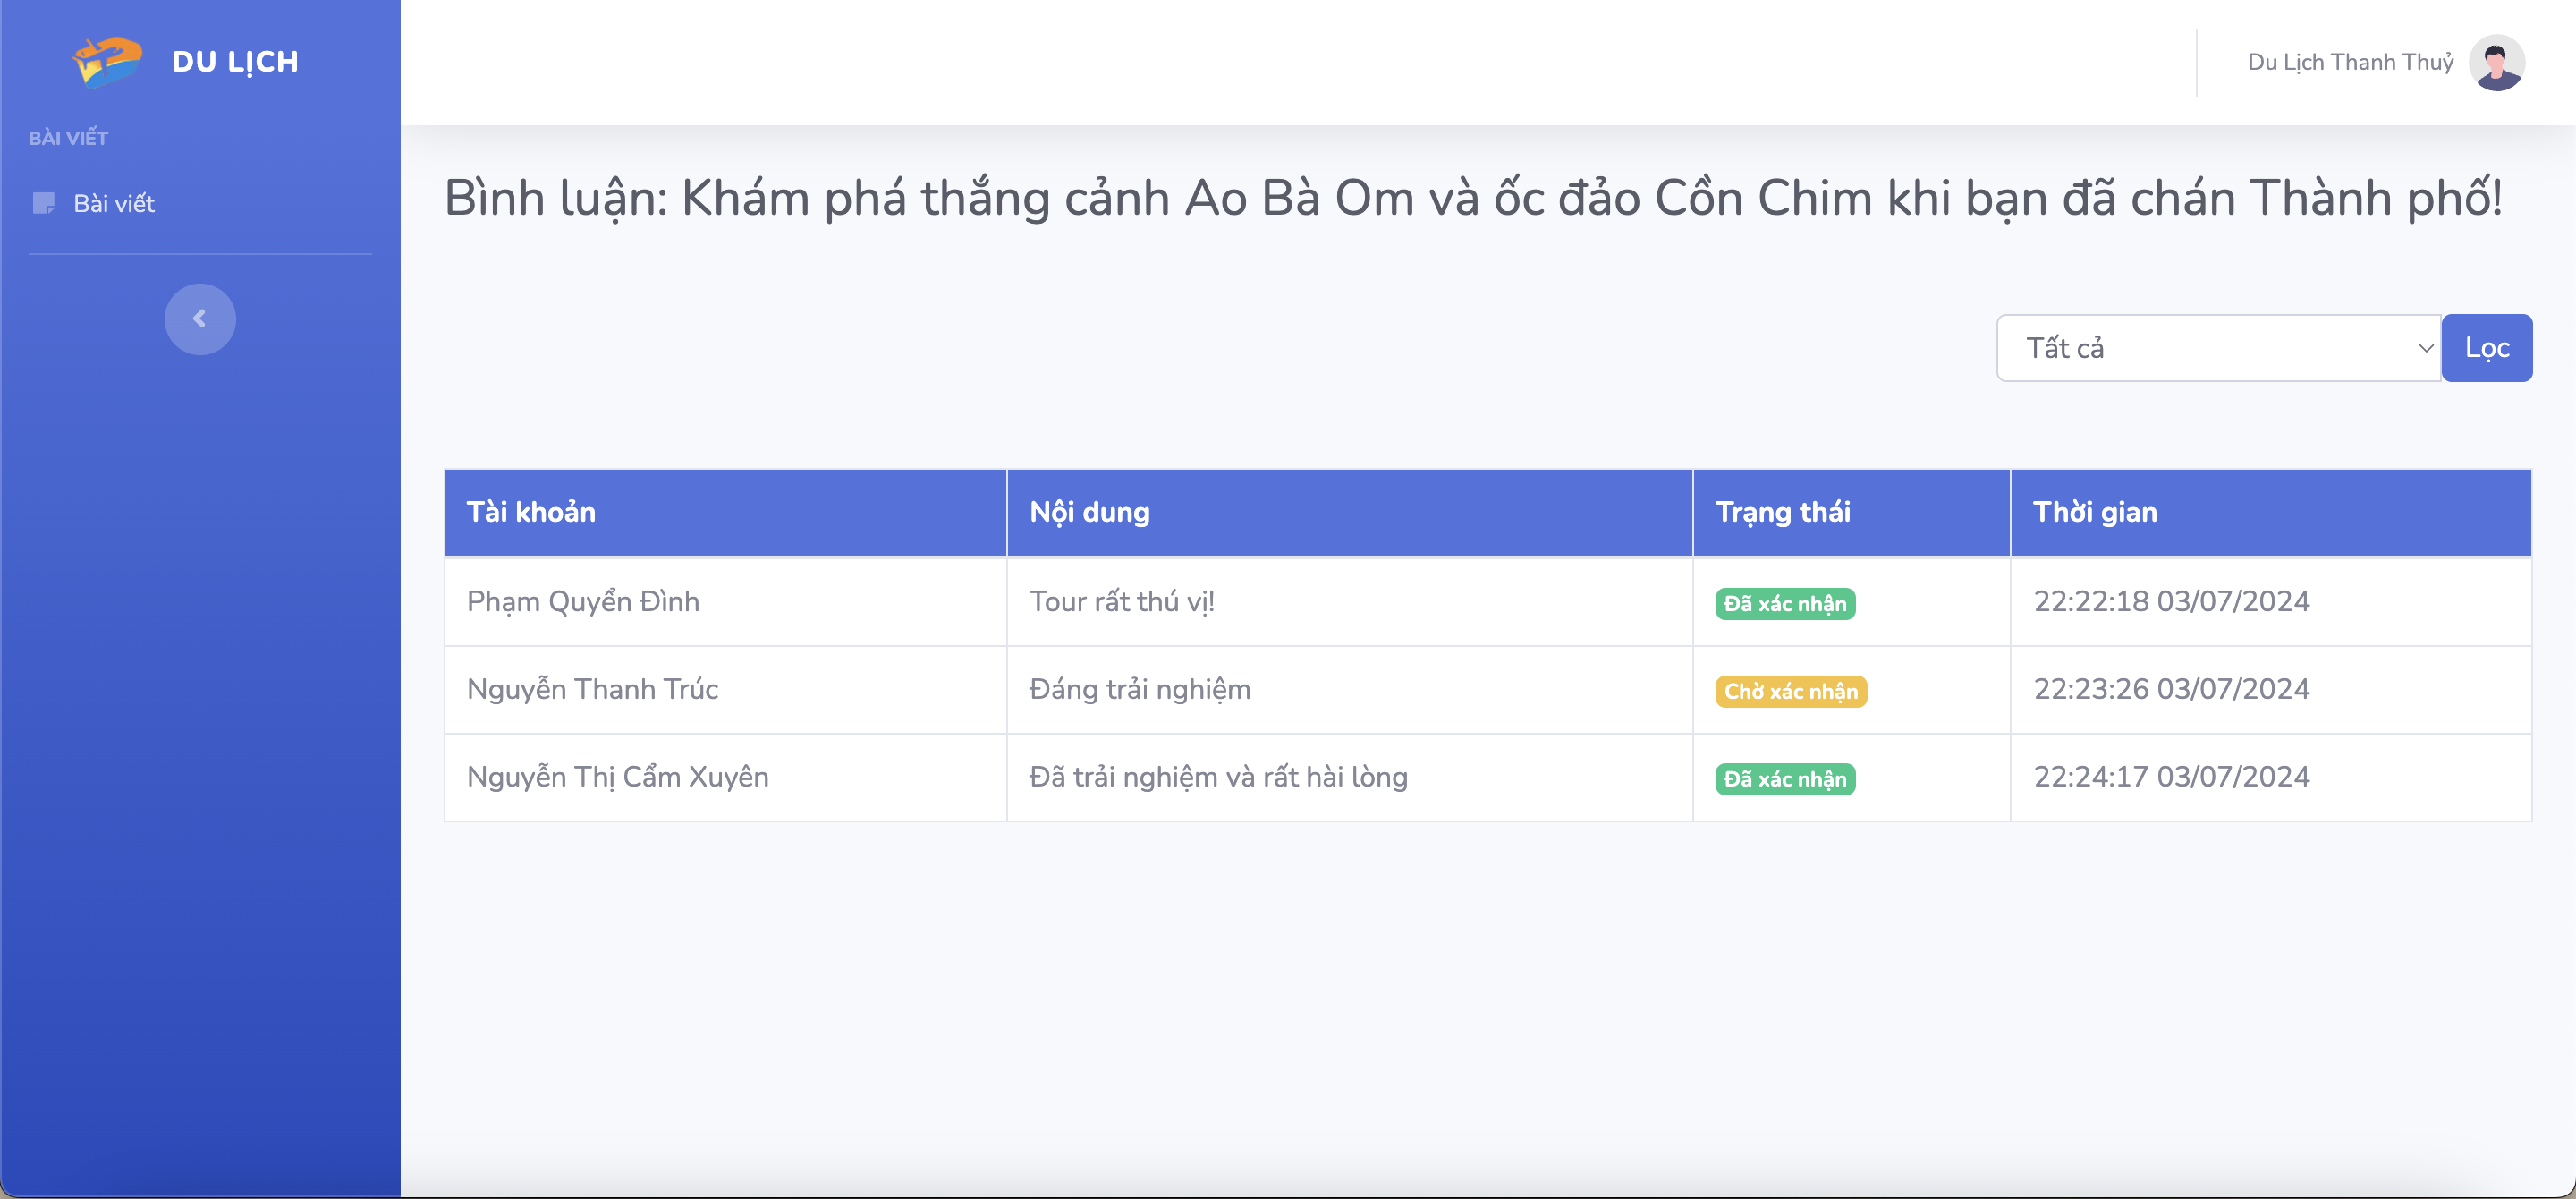 DU LỊCH
Du Lịch Thanh Thuỷ
BÀI VIẾT
Bài viết
Bình luận: Khám phá thắng cảnh Ao Bà Om và ốc đảo Cồn Chim khi bạn đã chán Thành phố!
Tất cả Lọc
Tài khoản Nội dung Trạng thái Thời gian
Phạm Quyển Đình Tour rất thú vị! Đã xác nhận 22:22:18 03/07/2024
Nguyễn Thanh Trúc Đáng trải nghiệm Chờ xác nhận 22:23:26 03/07/2024
Nguyễn Thị Cẩm Xuyên Đã trải nghiệm và rất hài lòng Đã xác nhận 22:24:17 03/07/2024